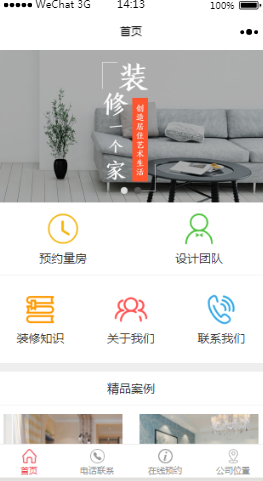 WeChat 3G
14:13
100%
首页
装
修
一
个
家
创造居住艺术生活
预约量房
设计团队
装修知识
关于我们
联系我们
精品案例
首页
电话联系
在线预约
公司位置